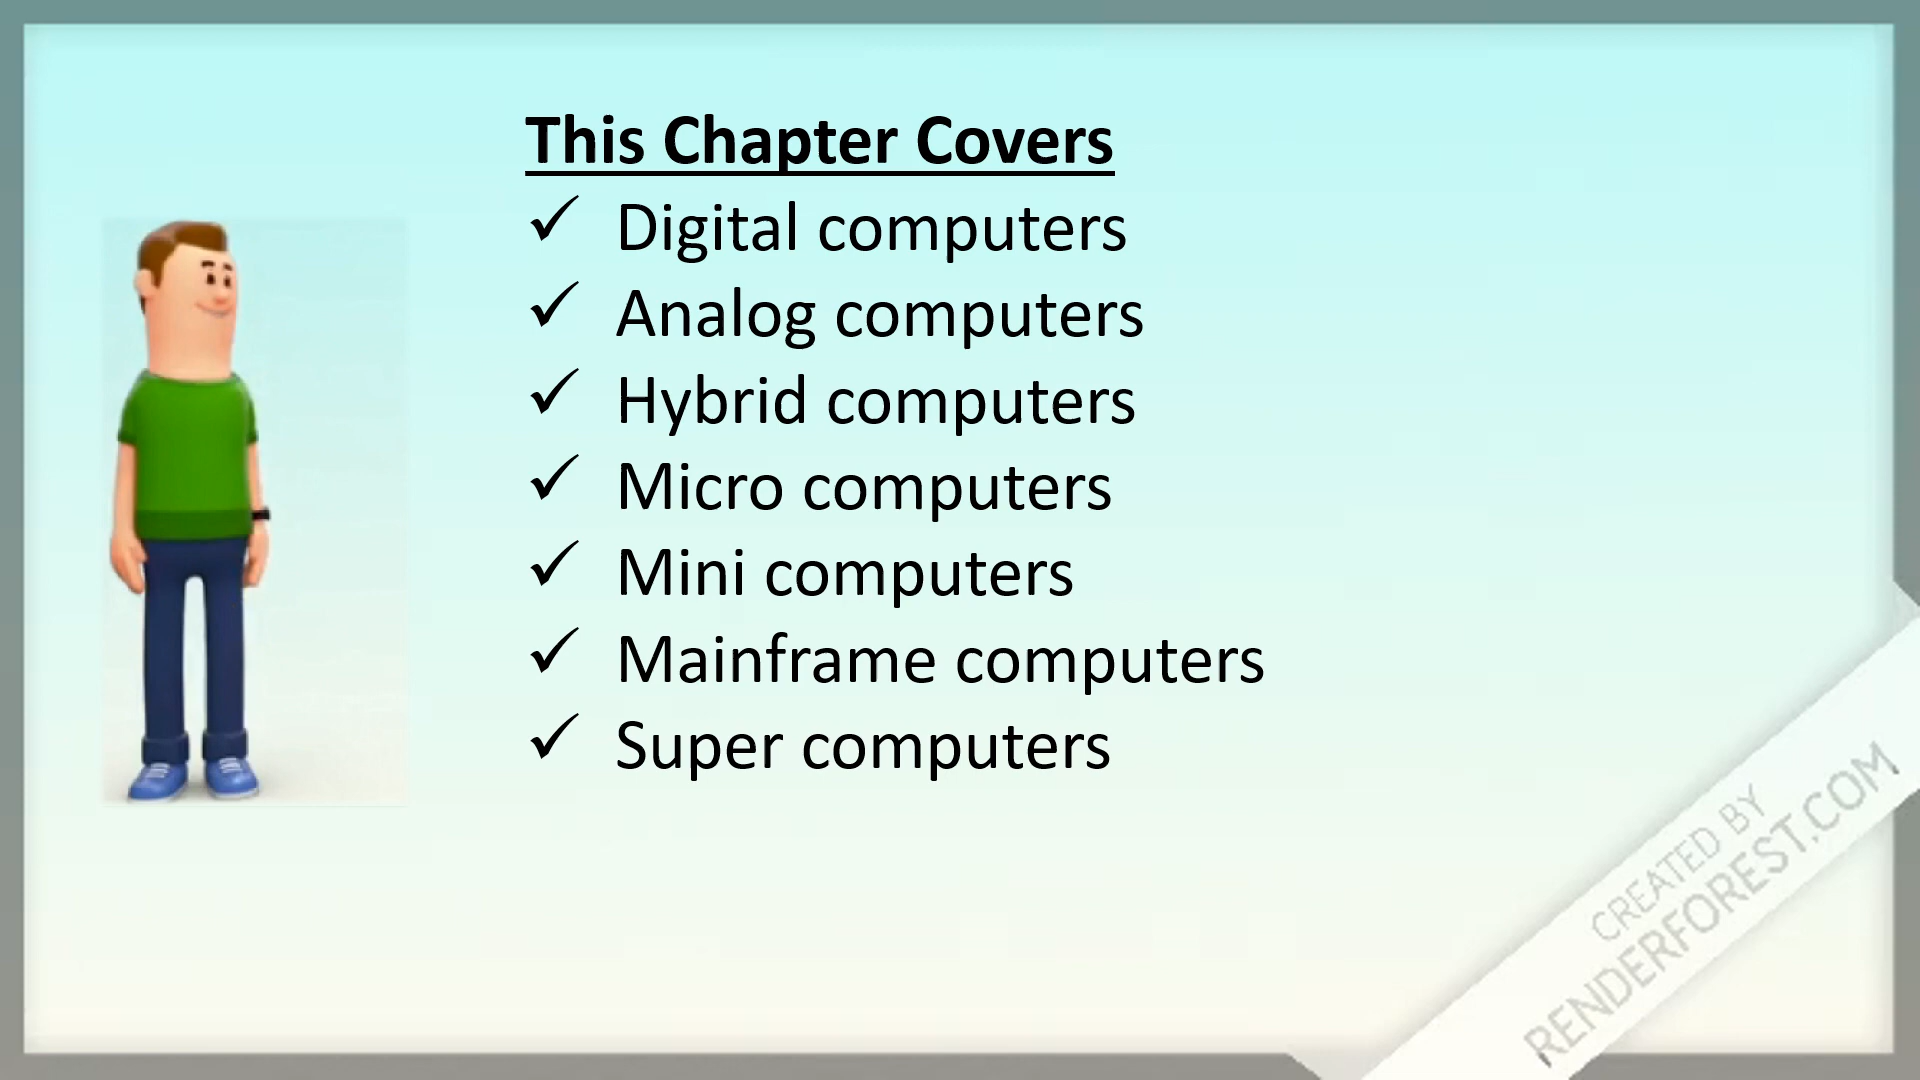 This Chapter Covers
✓ Digital computers
✓ Analog computers
✓ Hybrid computers
✓ Micro computers
✓ Mini computers
✓ Mainframe computers
✓ Super computers
CREATED BY
RENDERFOREST.COM